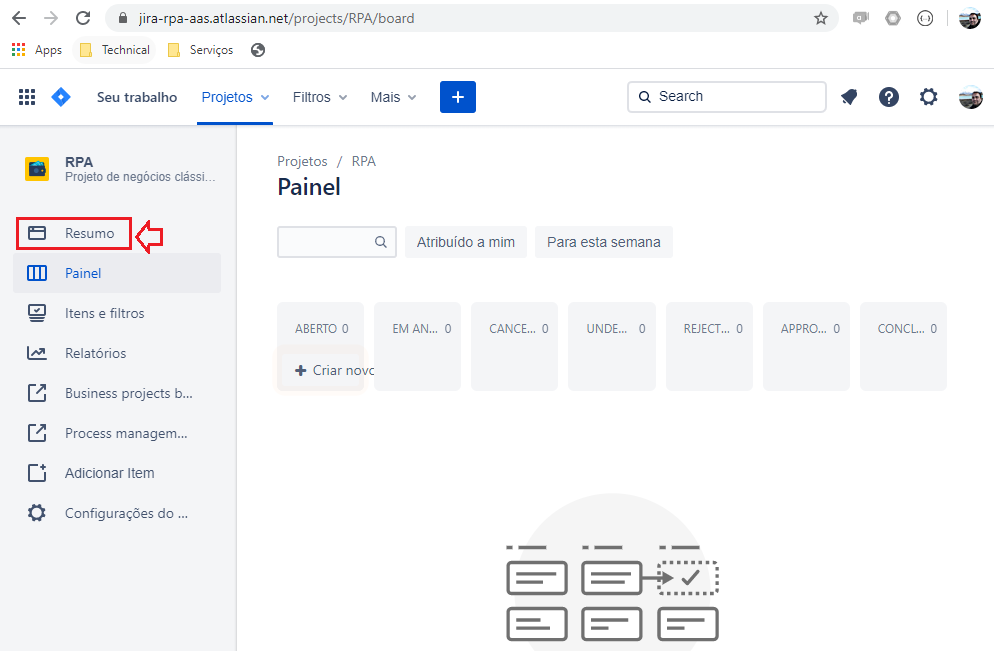 jira-rpa-aas.atlassian.net/projects/RPA/board
Apps Technical Serviços
Seu trabalho Projetos Filtros Mais + Search
RPA
Projeto de negócios clássi...
Resumo
Painel
Itens e filtros
Relatórios
Business projects b...
Process managem...
Adicionar Item
Configurações do ...
Projetos / RPA
Painel
Atribuído a mim Para esta semana
ABERTO 0 EM AN... 0 CANCE... 0 UNDE... 0 REJECT... 0 APPRO... 0 CONCL... 0
+ Criar novo